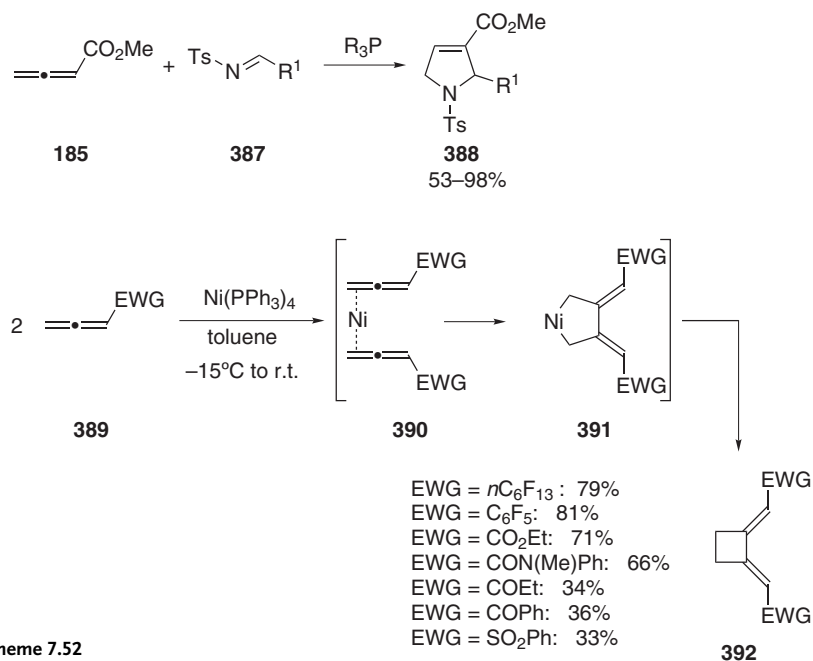 CO₂Me
Ts
N
R¹
+
R₃P
CO₂Me
N
R¹
Ts
185
387
388
53–98%
2
EWG
Ni(PPh₃)₄
toluene
–15ºC to r.t.
EWG
Ni
EWG
EWG
Ni
EWG
389
390
391
EWG = nC₆F₁₃ : 79%
EWG = C₆F₅: 81%
EWG = CO₂Et: 71%
EWG = CON(Me)Ph: 66%
EWG = COEt: 34%
EWG = COPh: 36%
EWG = SO₂Ph: 33%
EWG
EWG
392
heme 7.52